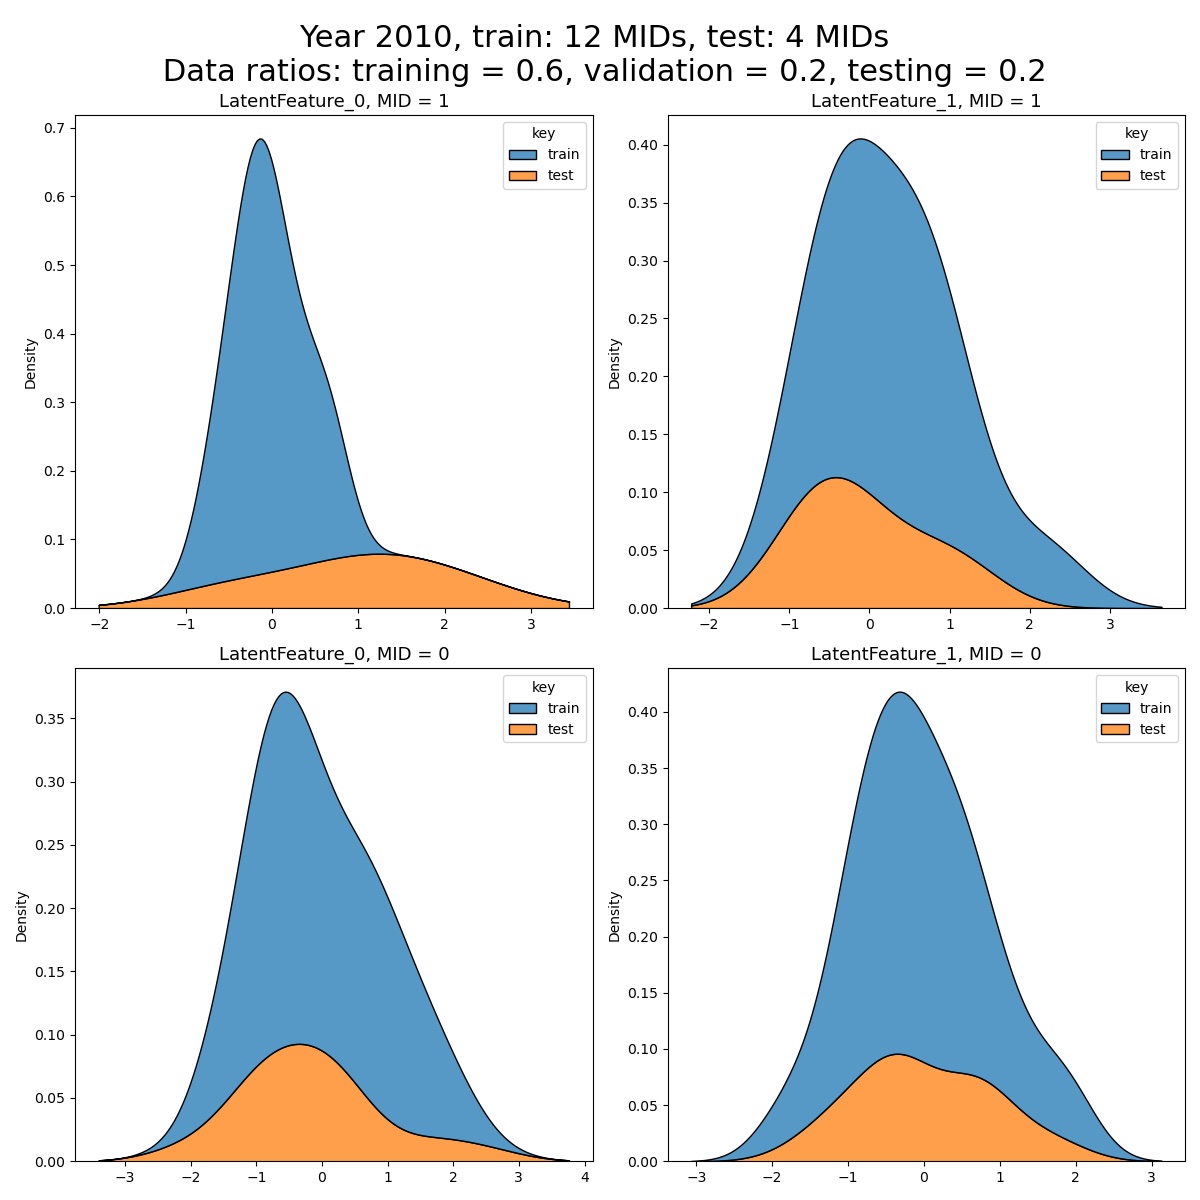 Year 2010, train: 12 MIDs, test: 4 MIDs
Data ratios: training = 0.6, validation = 0.2, testing = 0.2
LatentFeature_0, MID = 1
0.7
0.6
0.5
0.4
0.3
0.2
0.1
0.0
Density
−2 −1 0 1 2 3
key
train
test
LatentFeature_1, MID = 1
0.40
0.35
0.30
0.25
0.20
0.15
0.10
0.05
0.00
Density
−2 −1 0 1 2 3
key
train
test
LatentFeature_0, MID = 0
0.35
0.30
0.25
0.20
0.15
0.10
0.05
0.00
Density
−3 −2 −1 0 1 2 3 4
key
train
test
LatentFeature_1, MID = 0
0.40
0.35
0.30
0.25
0.20
0.15
0.10
0.05
0.00
Density
−3 −2 −1 0 1 2 3
key
train
test